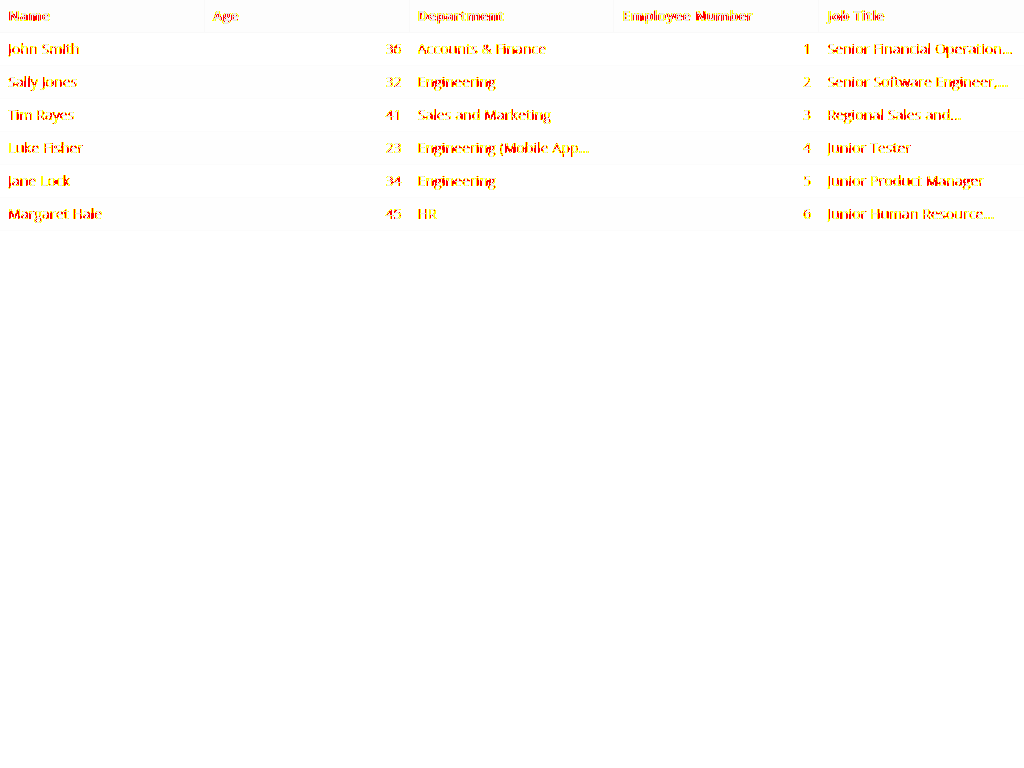 Name Age Department Employee Number Job Title
John Smith 36 Accounts & Finance 1 Senior Financial Operation...
Sally Jones 32 Engineering 2 Senior Software Engineer,...
Tim Rayes 41 Sales and Marketing 3 Regional Sales and...
Luke Fisher 23 Engineering (Mobile App... 4 Junior Tester
Jane Lock 34 Engineering 5 Junior Product Manager
Margaret Hale 45 HR 6 Junior Human Resource...